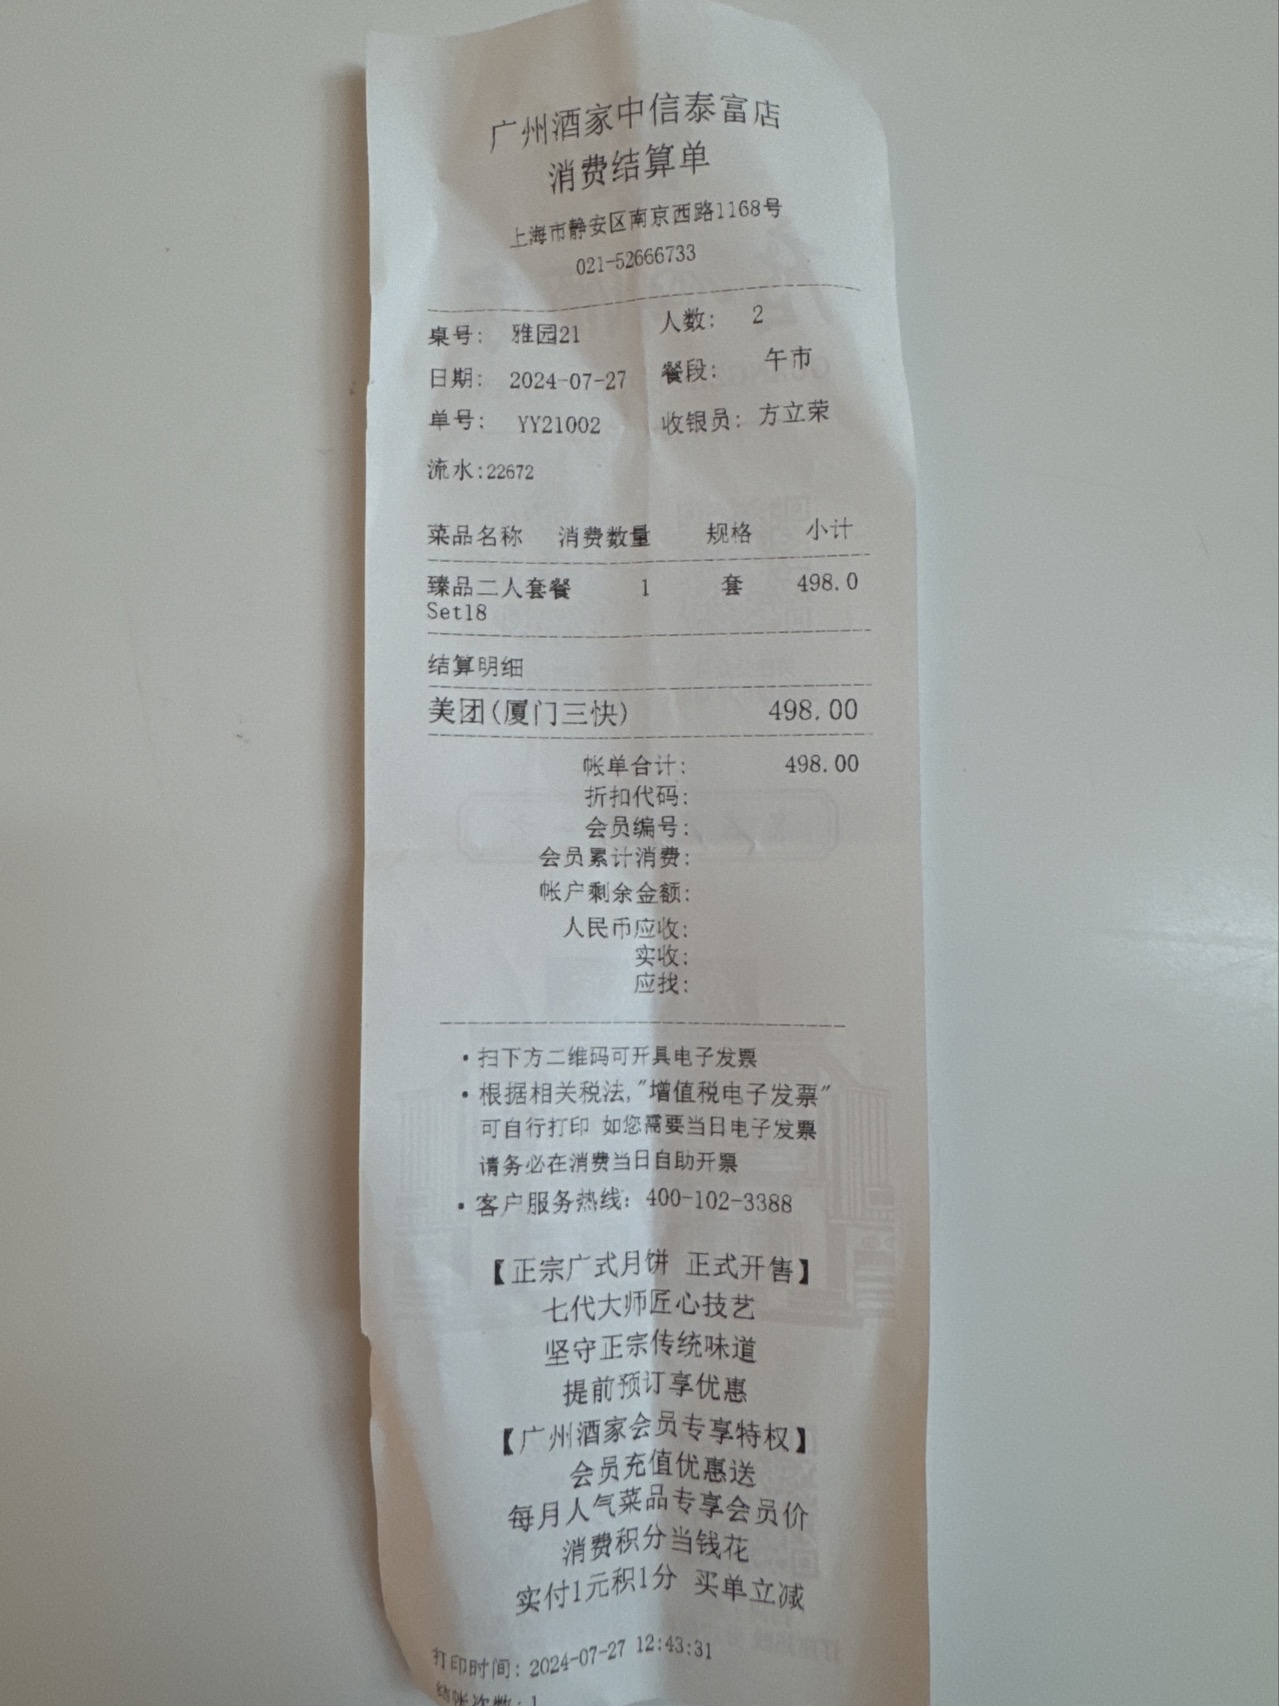 广州酒家中信泰富店
消费结算单
上海市静安区南京西路1168号
021-52666733
桌号: 雅园21 人数: 2
日期: 2024-07-27 餐段: 午市
单号: YY21002 收银员: 方立荣
流水:22672
菜品名称 消费数量 规格 小计
臻品二人套餐 1 套 498.0
Set18
结算明细
美团(厦门三快) 498.00
帐单合计: 498.00
折扣代码:
会员编号:
会员累计消费:
帐户剩余金额:
人民币应收:
实收:
应找:
·扫下方二维码可开具电子发票
·根据相关税法,"增值税电子发票"
可自行打印 如您需要当日电子发票
请务必在消费当日自助开票
·客户服务热线: 400-102-3388
【正宗广式月饼 正式开售】
七代大师匠心技艺
坚守正宗传统味道
提前预订享优惠
【广州酒家会员专享特权】
会员充值优惠送
每月人气菜品专享会员价
消费积分当钱花
实付1元积1分 买单立减
打印时间: 2024-07-27 12:43:31
结帐次数: 1